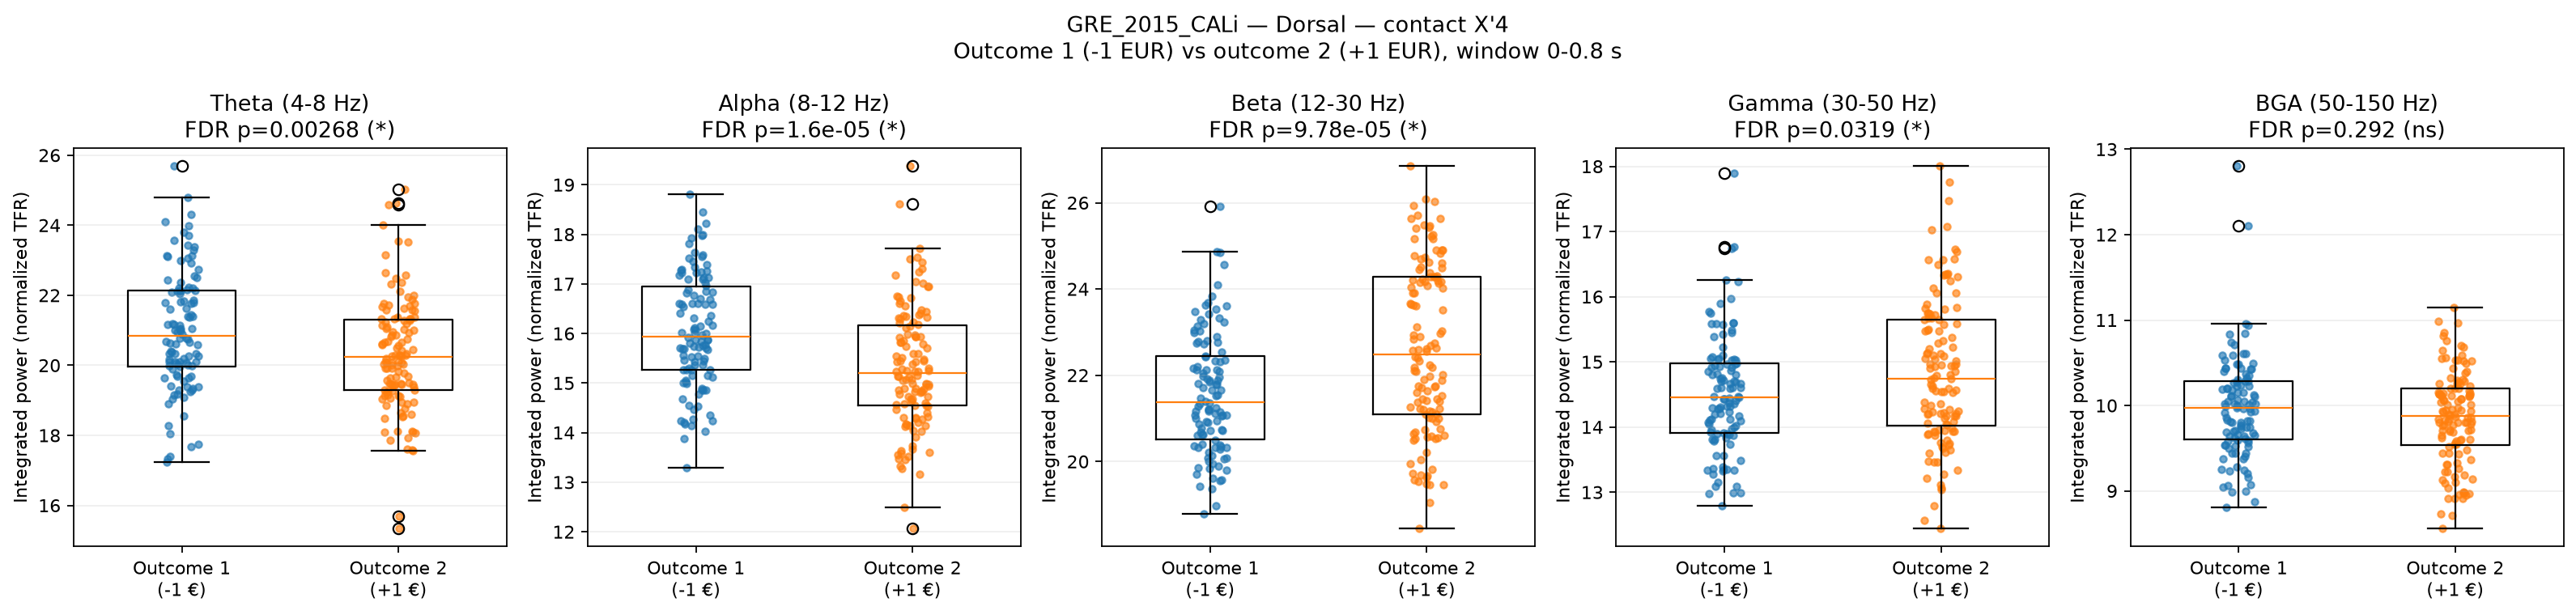 GRE_2015_CALi — Dorsal — contact X'4
Outcome 1 (-1 EUR) vs outcome 2 (+1 EUR), window 0-0.8 s
Theta (4-8 Hz)
FDR p=0.00268 (*)
Integrated power (normalized TFR)
26
24
22
20
18
16
Outcome 1
(-1 €)
Outcome 2
(+1 €)
Alpha (8-12 Hz)
FDR p=1.6e-05 (*)
Integrated power (normalized TFR)
19
18
17
16
15
14
13
12
Outcome 1
(-1 €)
Outcome 2
(+1 €)
Beta (12-30 Hz)
FDR p=9.78e-05 (*)
Integrated power (normalized TFR)
26
24
22
20
Outcome 1
(-1 €)
Outcome 2
(+1 €)
Gamma (30-50 Hz)
FDR p=0.0319 (*)
Integrated power (normalized TFR)
18
17
16
15
14
13
Outcome 1
(-1 €)
Outcome 2
(+1 €)
BGA (50-150 Hz)
FDR p=0.292 (ns)
Integrated power (normalized TFR)
13
12
11
10
9
Outcome 1
(-1 €)
Outcome 2
(+1 €)